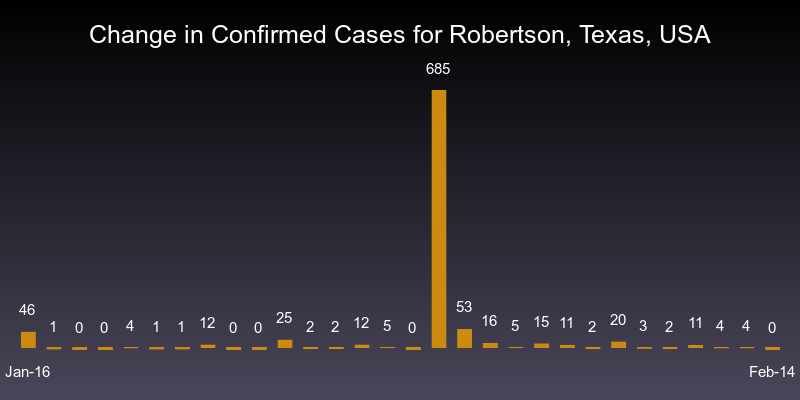 Change in Confirmed Cases for Robertson, Texas, USA
685
46 1 0 0 4 1 1 12 0 0 25 2 2 12 5 0 53 16 5 15 11 2 20 3 2 11 4 4 0
Jan-16 Feb-14